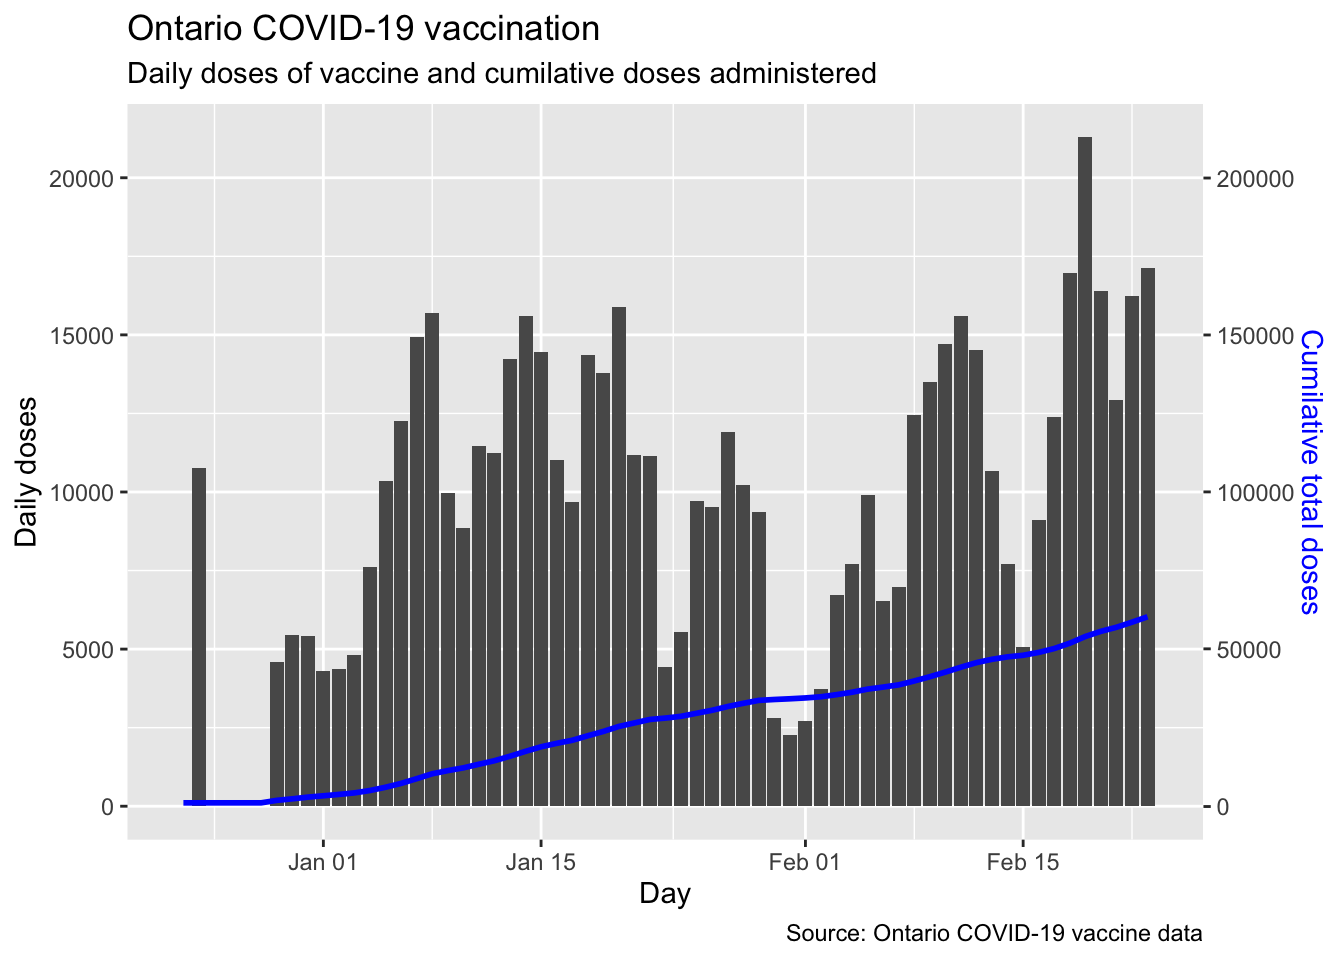 Ontario COVID-19 vaccination
Daily doses of vaccine and cumilative doses administered
20000
15000
10000
5000
0
Daily doses
200000
150000
100000
50000
0
Cumilative total doses
Jan 01
Jan 15
Feb 01
Feb 15
Day
Source: Ontario COVID-19 vaccine data